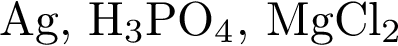 Ag, H₃PO₄, MgCl₂